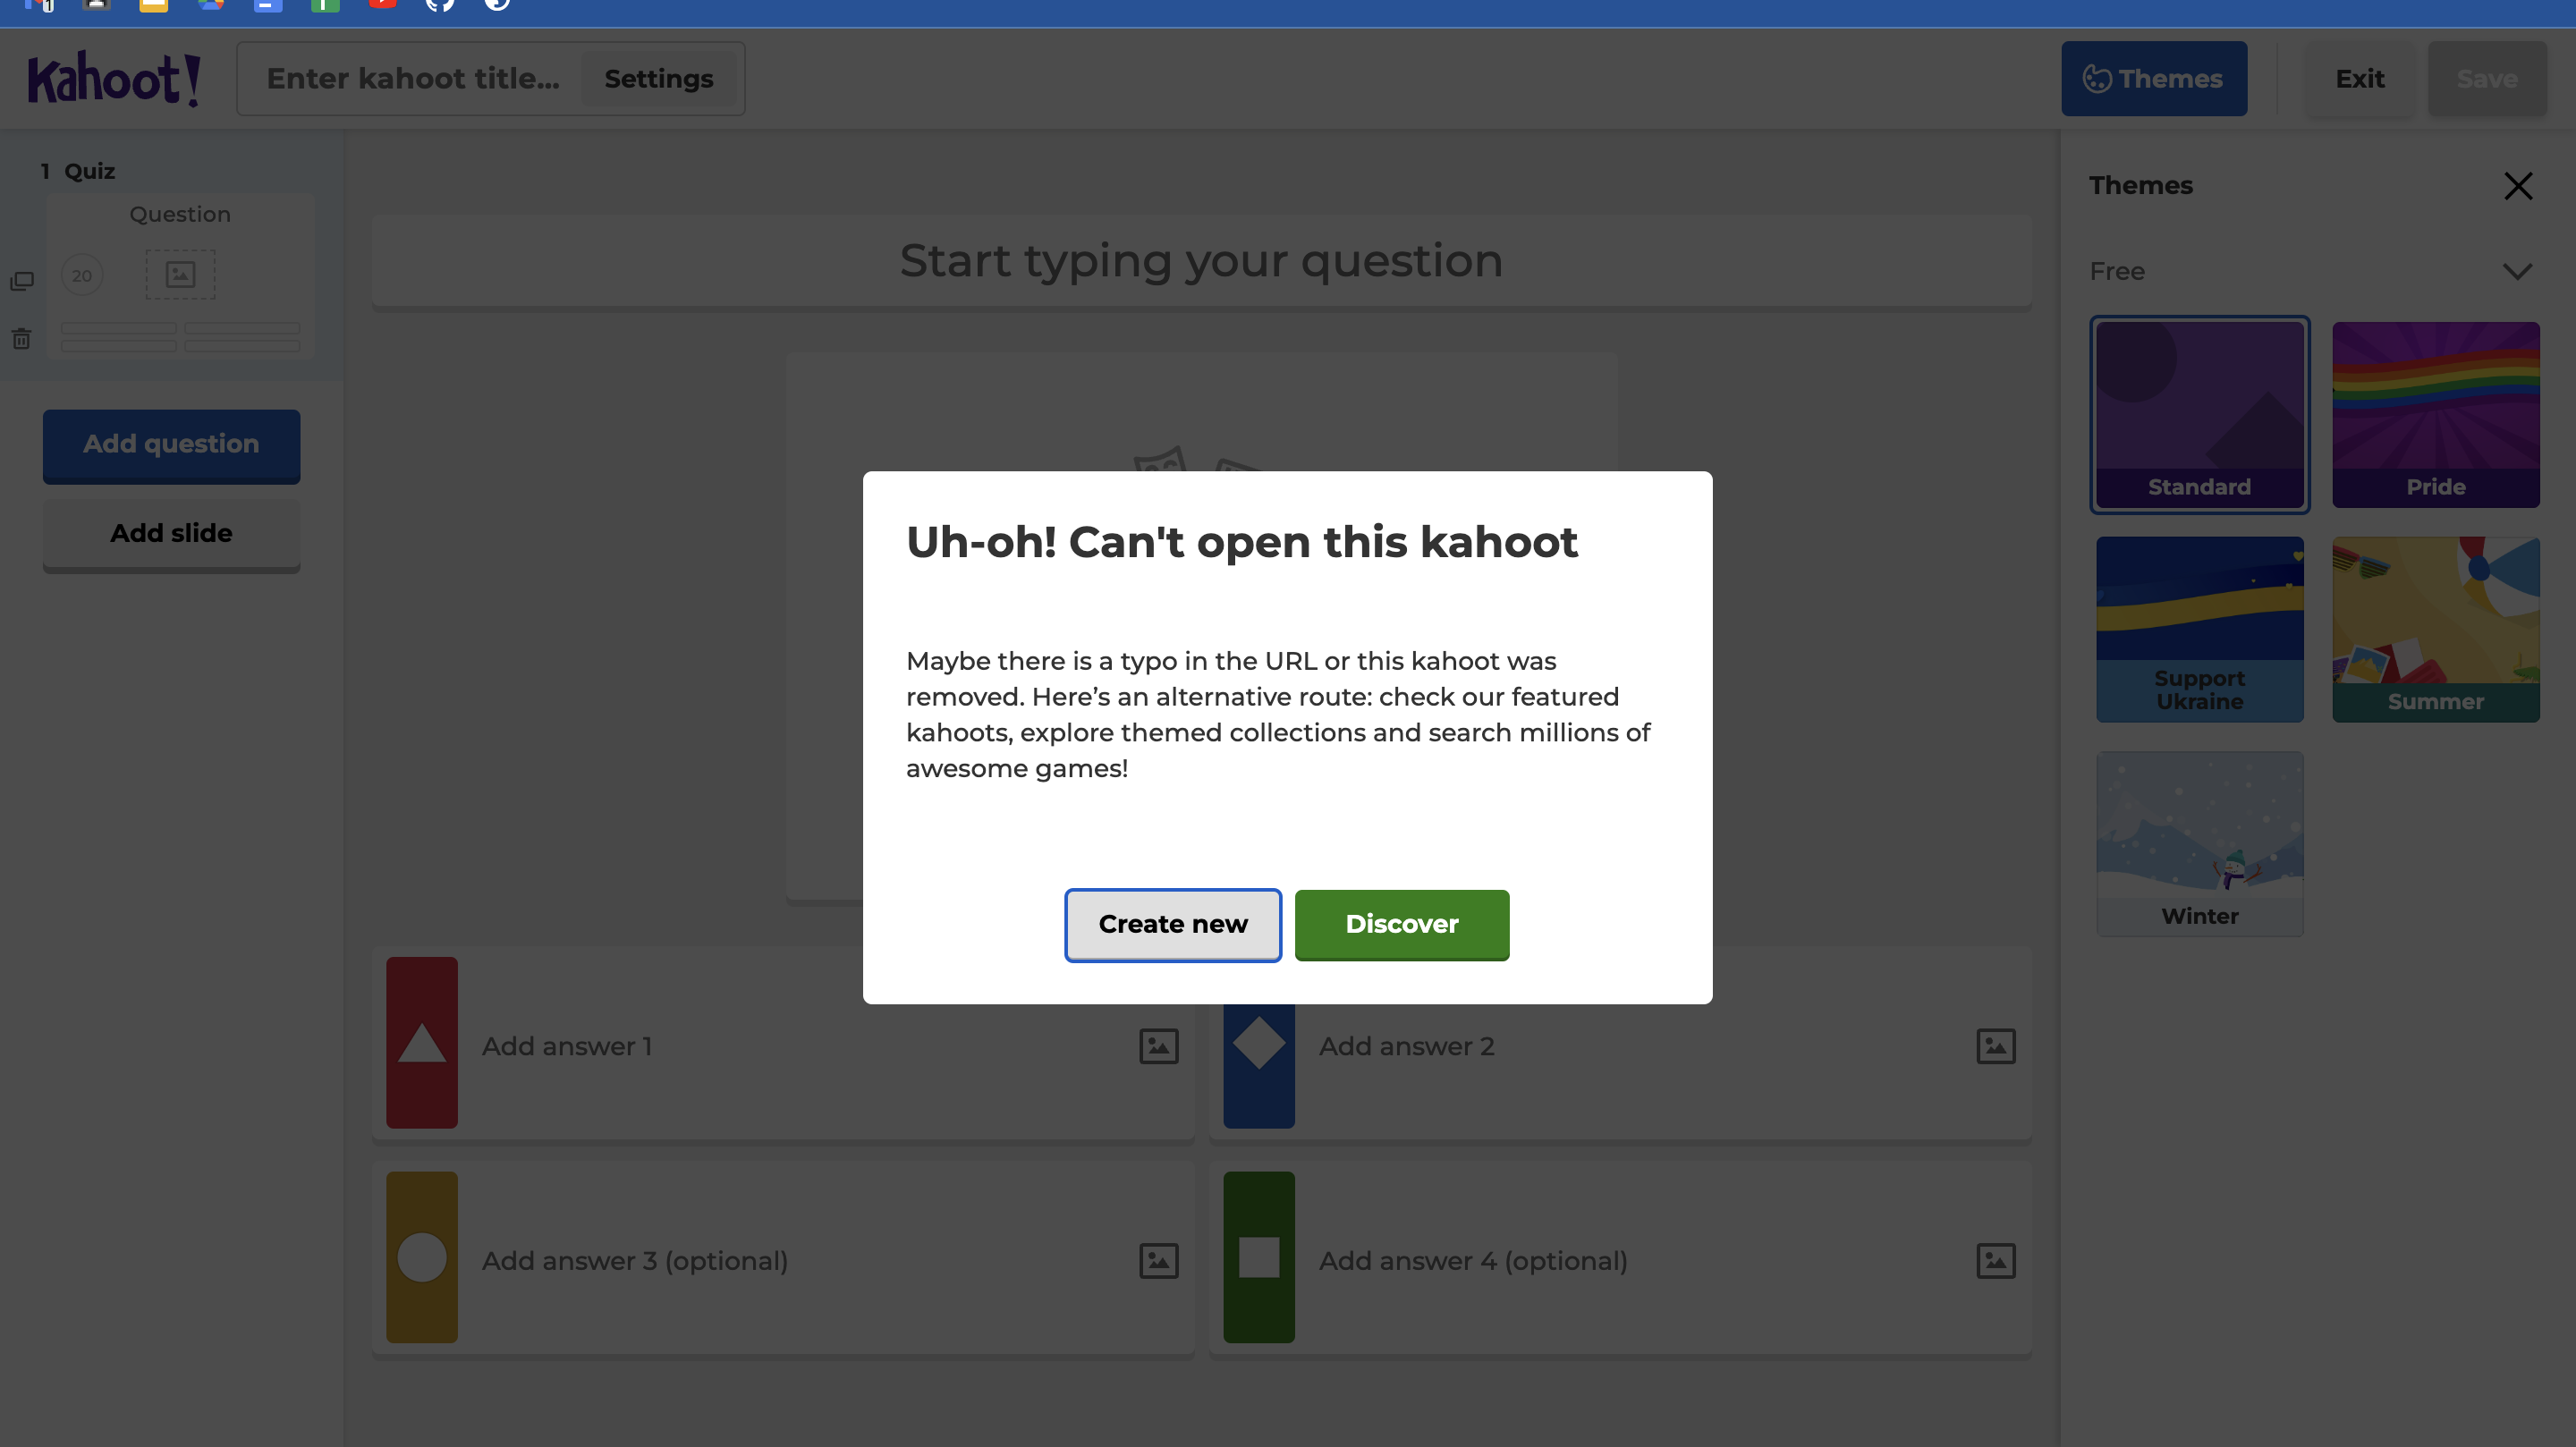 Kahoot!
Enter kahoot title...
Settings
Themes
Exit
Save
1 Quiz
Question
20
Add question
Add slide
Start typing your question
Uh-oh! Can't open this kahoot
Maybe there is a typo in the URL or this kahoot was
removed. Here’s an alternative route: check our featured
kahoots, explore themed collections and search millions of
awesome games!
Create new
Discover
Add answer 1
Add answer 2
Add answer 3 (optional)
Add answer 4 (optional)
Themes
Free
Standard
Pride
Support
Ukraine
Summer
Winter